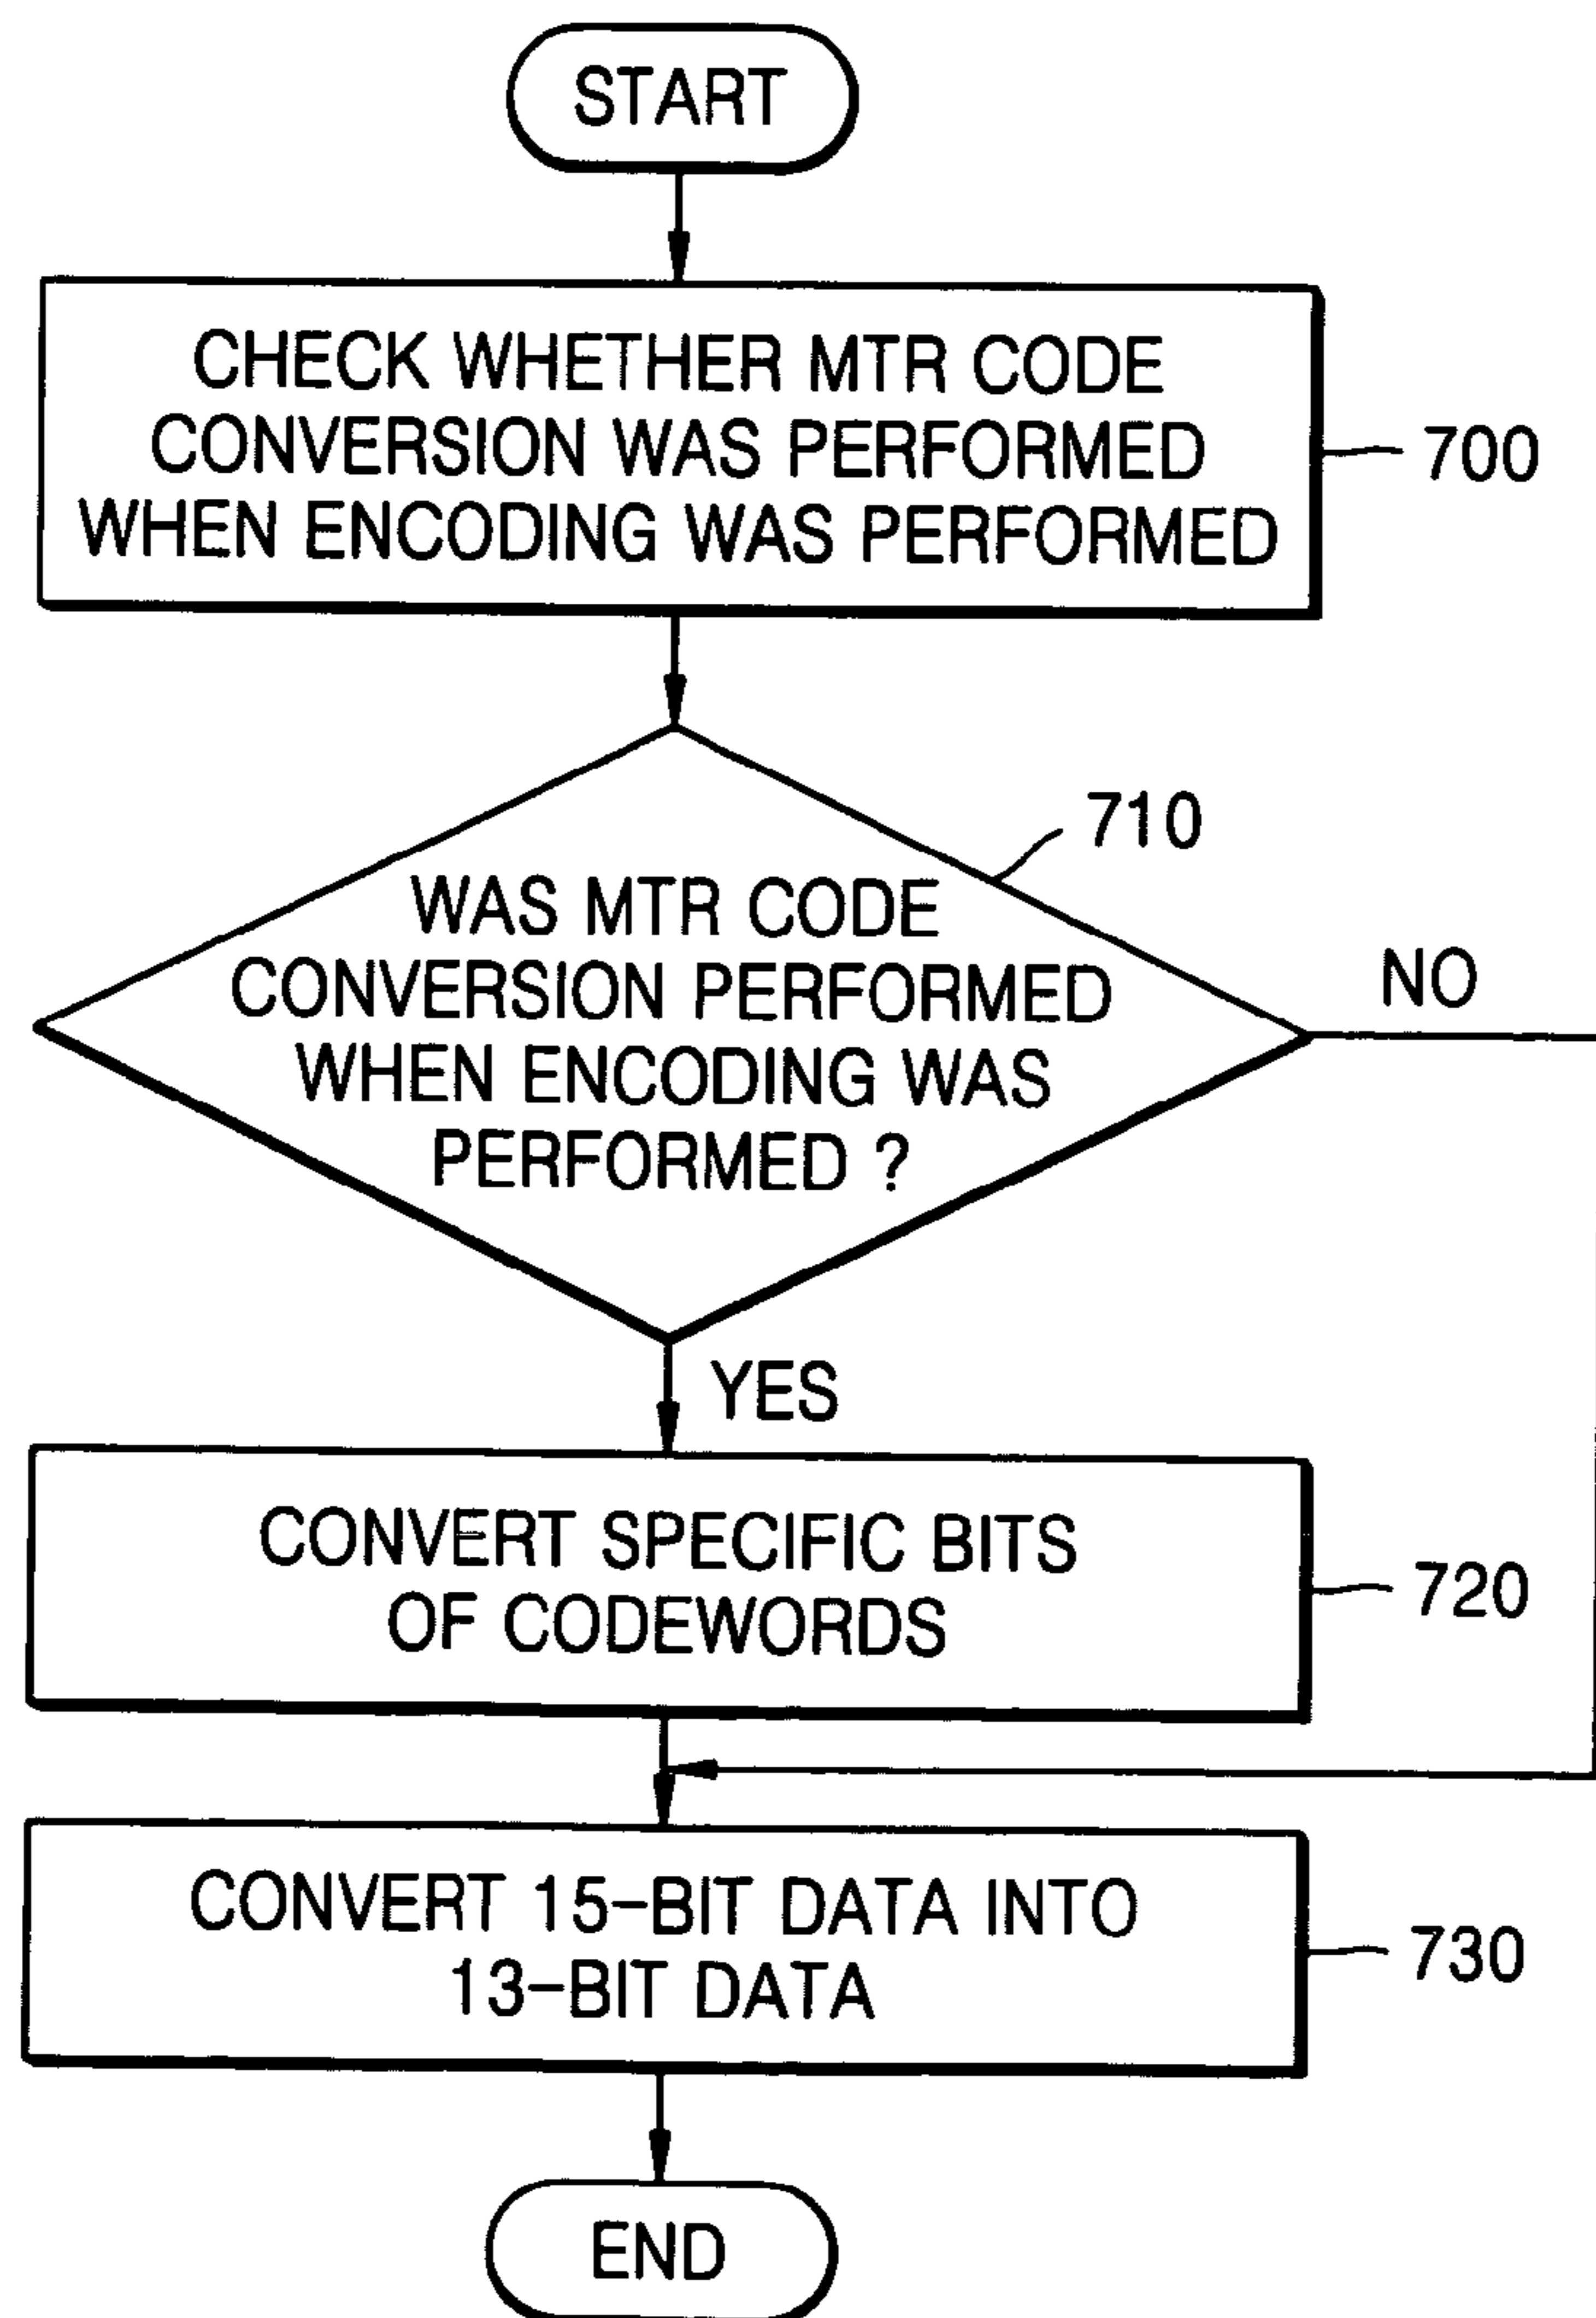 START
CHECK WHETHER MTR CODE
CONVERSION WAS PERFORMED
WHEN ENCODING WAS PERFORMED
700
710
WAS MTR CODE
CONVERSION PERFORMED
WHEN ENCODING WAS
PERFORMED ?
NO
YES
CONVERT SPECIFIC BITS
OF CODEWORDS
720
CONVERT 15-BIT DATA INTO
13-BIT DATA
730
END